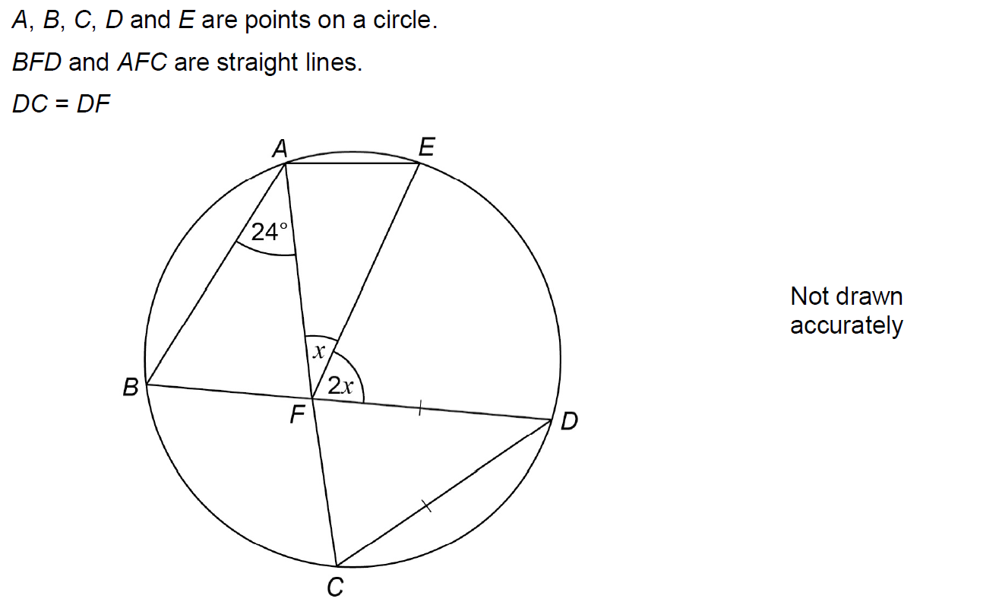 A, B, C, D and E are points on a circle.
BFD and AFC are straight lines.
DC = DF
A
E
24°
Not drawn
accurately
x
B
2x
F
D
C